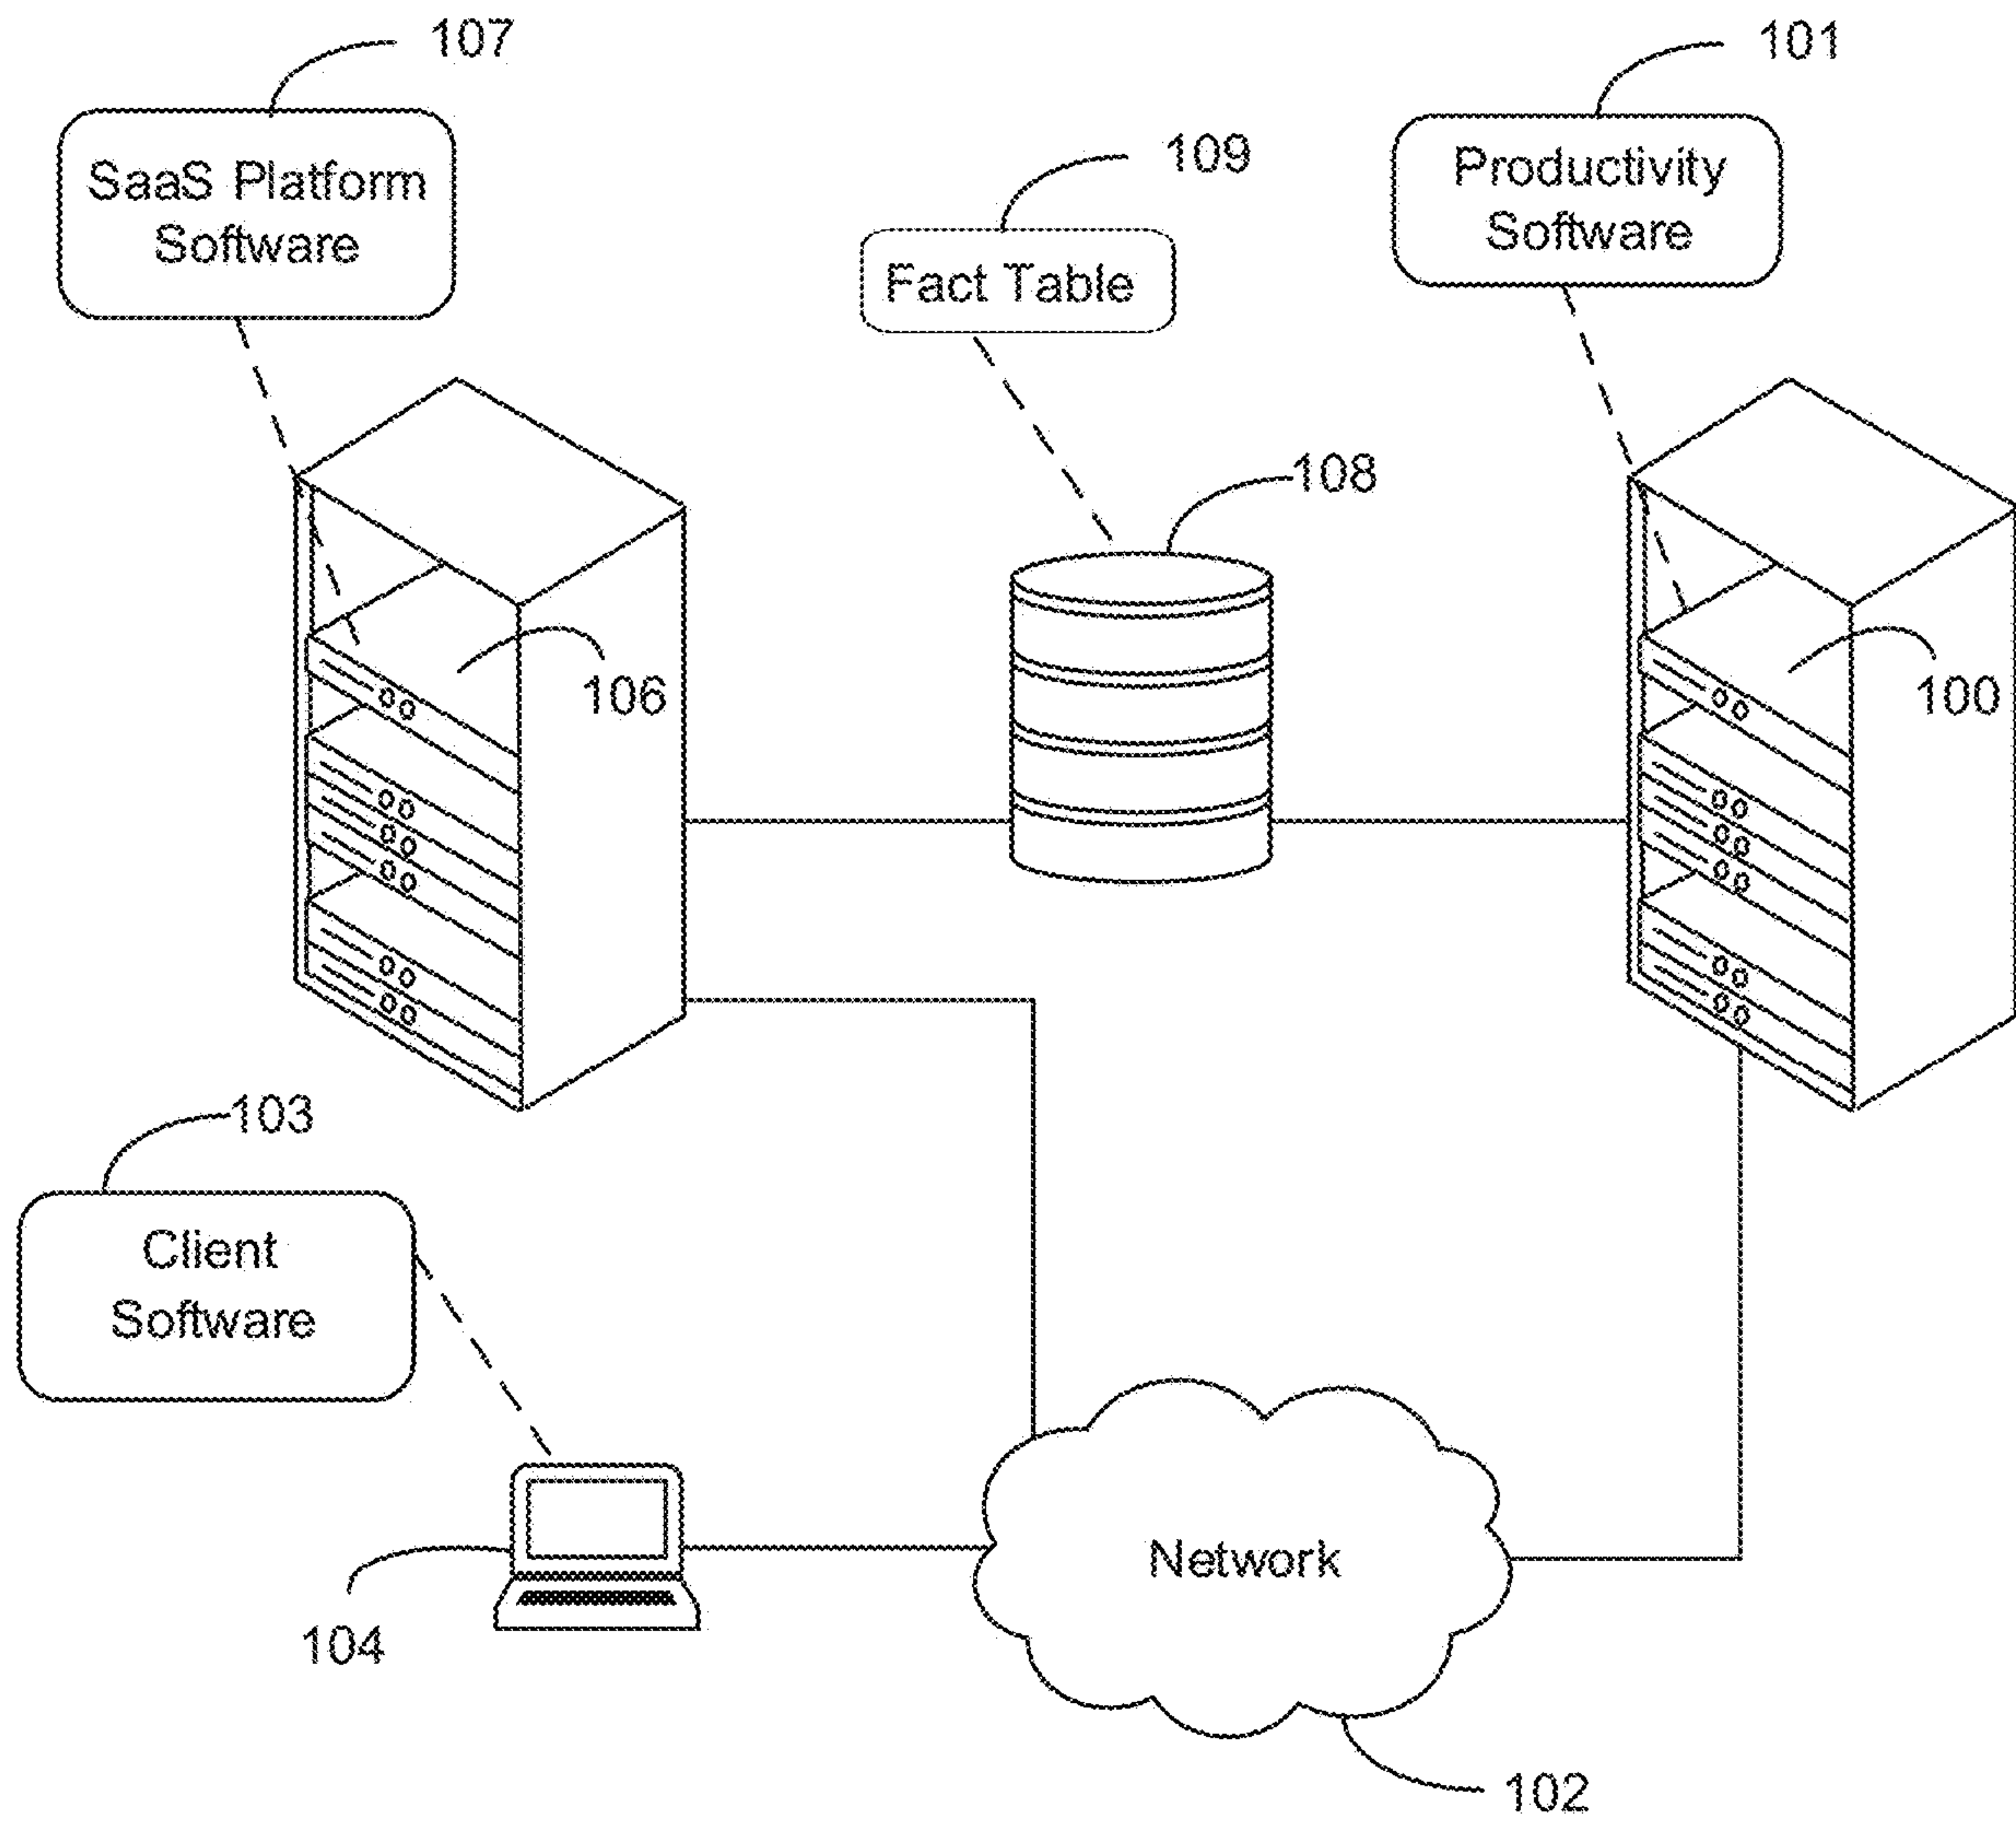 107
101
SaaS Platform
Software
109
Productivity
Software
Fact Table
108
106
100
103
Client
Software
Network
104
102